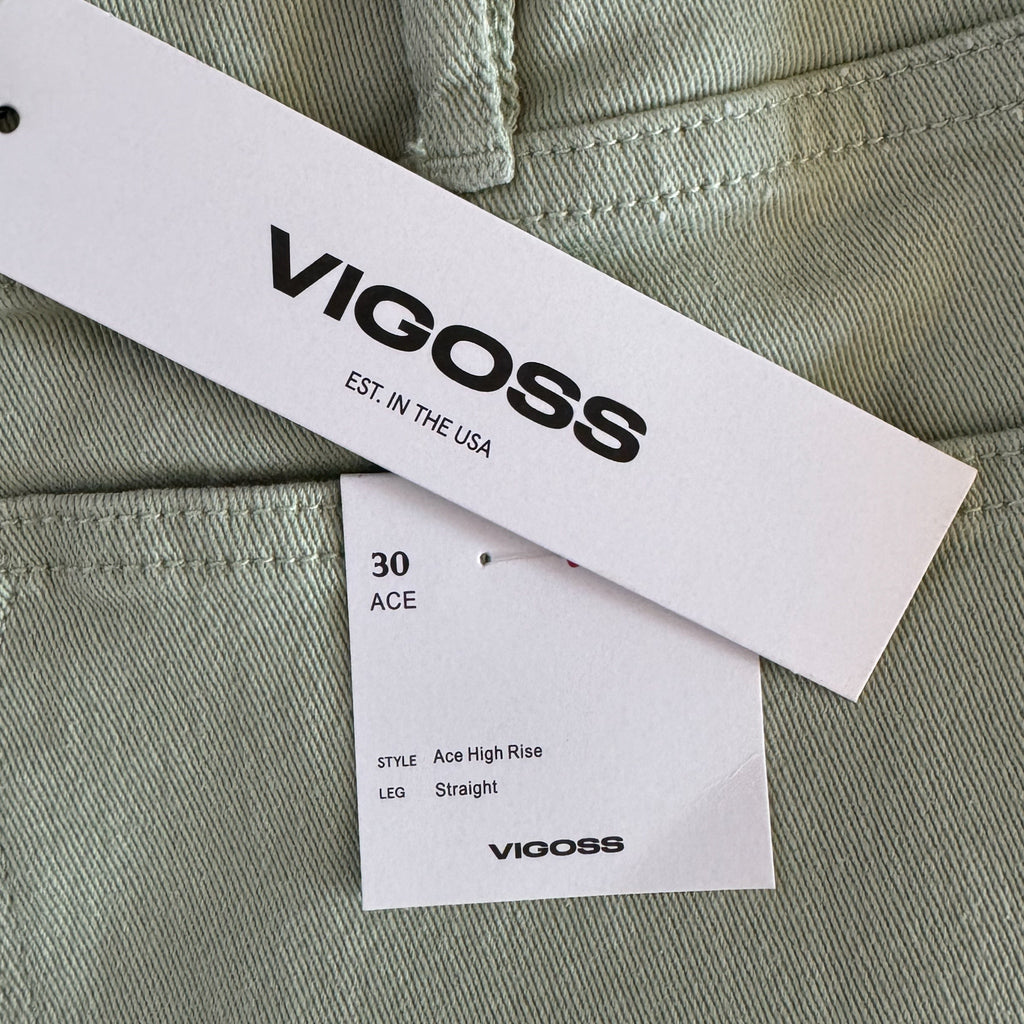 VIGOSS
EST. IN THE USA
30
ACE
STYLE Ace High Rise
LEG Straight
VIGOSS